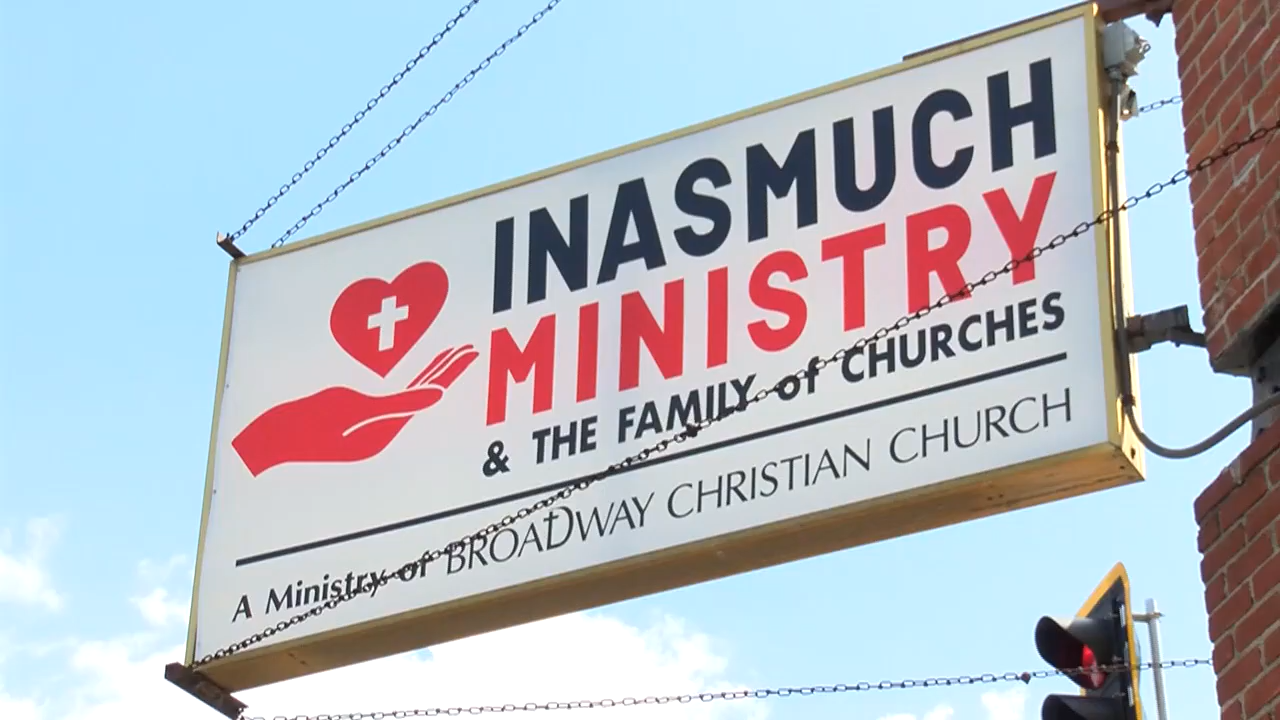 INASMUCH
MINISTRY
& THE FAMILY of CHURCHES
A Ministry of BROADWAY CHRISTIAN CHURCH